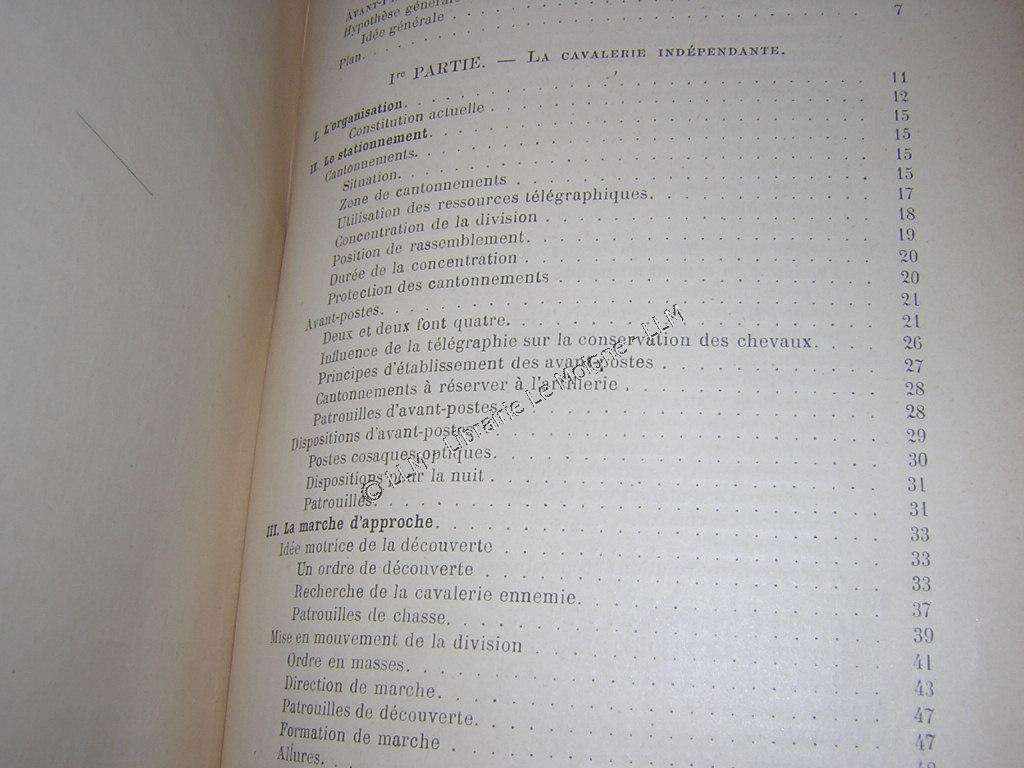 Hypothèse générale
Idée générale
Plan. 7
Ire PARTIE. — LA CAVALERIE INDÉPENDANTE.
I. L'organisation. 11
Constitution actuelle 12
II. Le stationnement. 15
Cantonnements. 15
Situation. 15
Zone de cantonnements 15
Utilisation des ressources télégraphiques. 17
Concentration de la division 18
Position de rassemblement. 19
Durée de la concentration 20
Protection des cantonnements 20
Avant-postes. 21
Deux et deux font quatre. 21
Influence de la télégraphie sur la conservation des chevaux. 26
Principes d'établissement des avant-postes 27
Cantonnements à réserver à l'artillerie. 28
Patrouilles d'avant-postes. 28
Dispositions d'avant-postes 29
Postes cosaques optiques. 30
Dispositions pour la nuit 31
Patrouilles. 31
III. La marche d'approche. 33
Idée motrice de la découverte 33
Un ordre de découverte 33
Recherche de la cavalerie ennemie. 37
Patrouilles de chasse. 39
Mise en mouvement de la division 41
Ordre en masses. 43
Direction de marche. 47
Patrouilles de découverte. 47
Formation de marche 48
Allures.
© LLM - Librairie Le Moigne - LLM